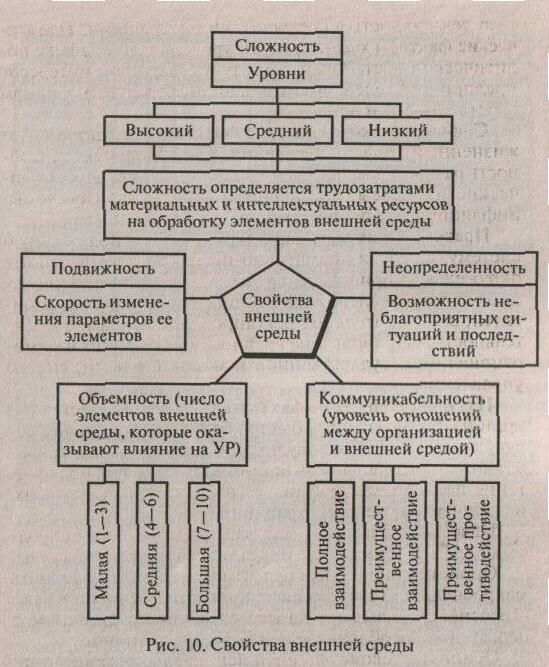 Сложность
Уровни
Высокий
Средний
Низкий
Сложность определяется трудозатратами
материальных и интеллектуальных ресурсов
на обработку элементов внешней среды
Подвижность
Скорость измене-
ния параметров ее
элементов
Свойства
внешней
среды
Неопределенность
Возможность не-
благоприятных си-
туаций и послед-
ствий
Объемность (число
элементов внешней
среды, которые ока-
зывают влияние на УР)
Коммуникабельность
(уровень отношений
между организацией
и внешней средой)
Малая (1—3)
Средняя (4—6)
Большая (7—10)
Полное
взаимодействие
Преимущест-
венное
взаимодействие
Преимущест-
венное про-
тиводействие
Рис. 10. Свойства внешней среды